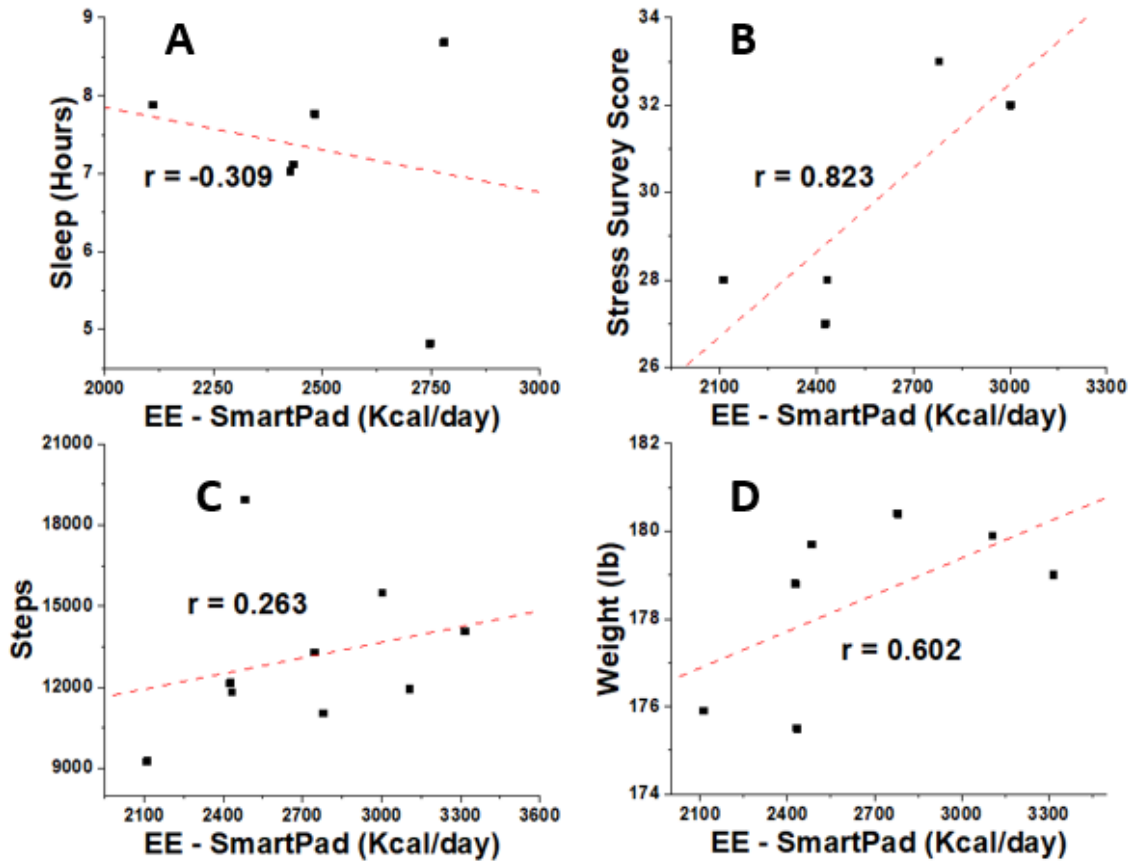 A
Sleep (Hours)
9
8
7
6
5
r = -0.309
2000 2250 2500 2750 3000
EE - SmartPad (Kcal/day)
B
Stress Survey Score
34
32
30
28
26
r = 0.823
2100 2400 2700 3000 3300
EE - SmartPad (Kcal/day)
C
Steps
21000
18000
15000
12000
9000
r = 0.263
2100 2400 2700 3000 3300 3600
EE - SmartPad (Kcal/day)
D
Weight (lb)
182
180
178
176
174
r = 0.602
2100 2400 2700 3000 3300
EE - SmartPad (Kcal/day)